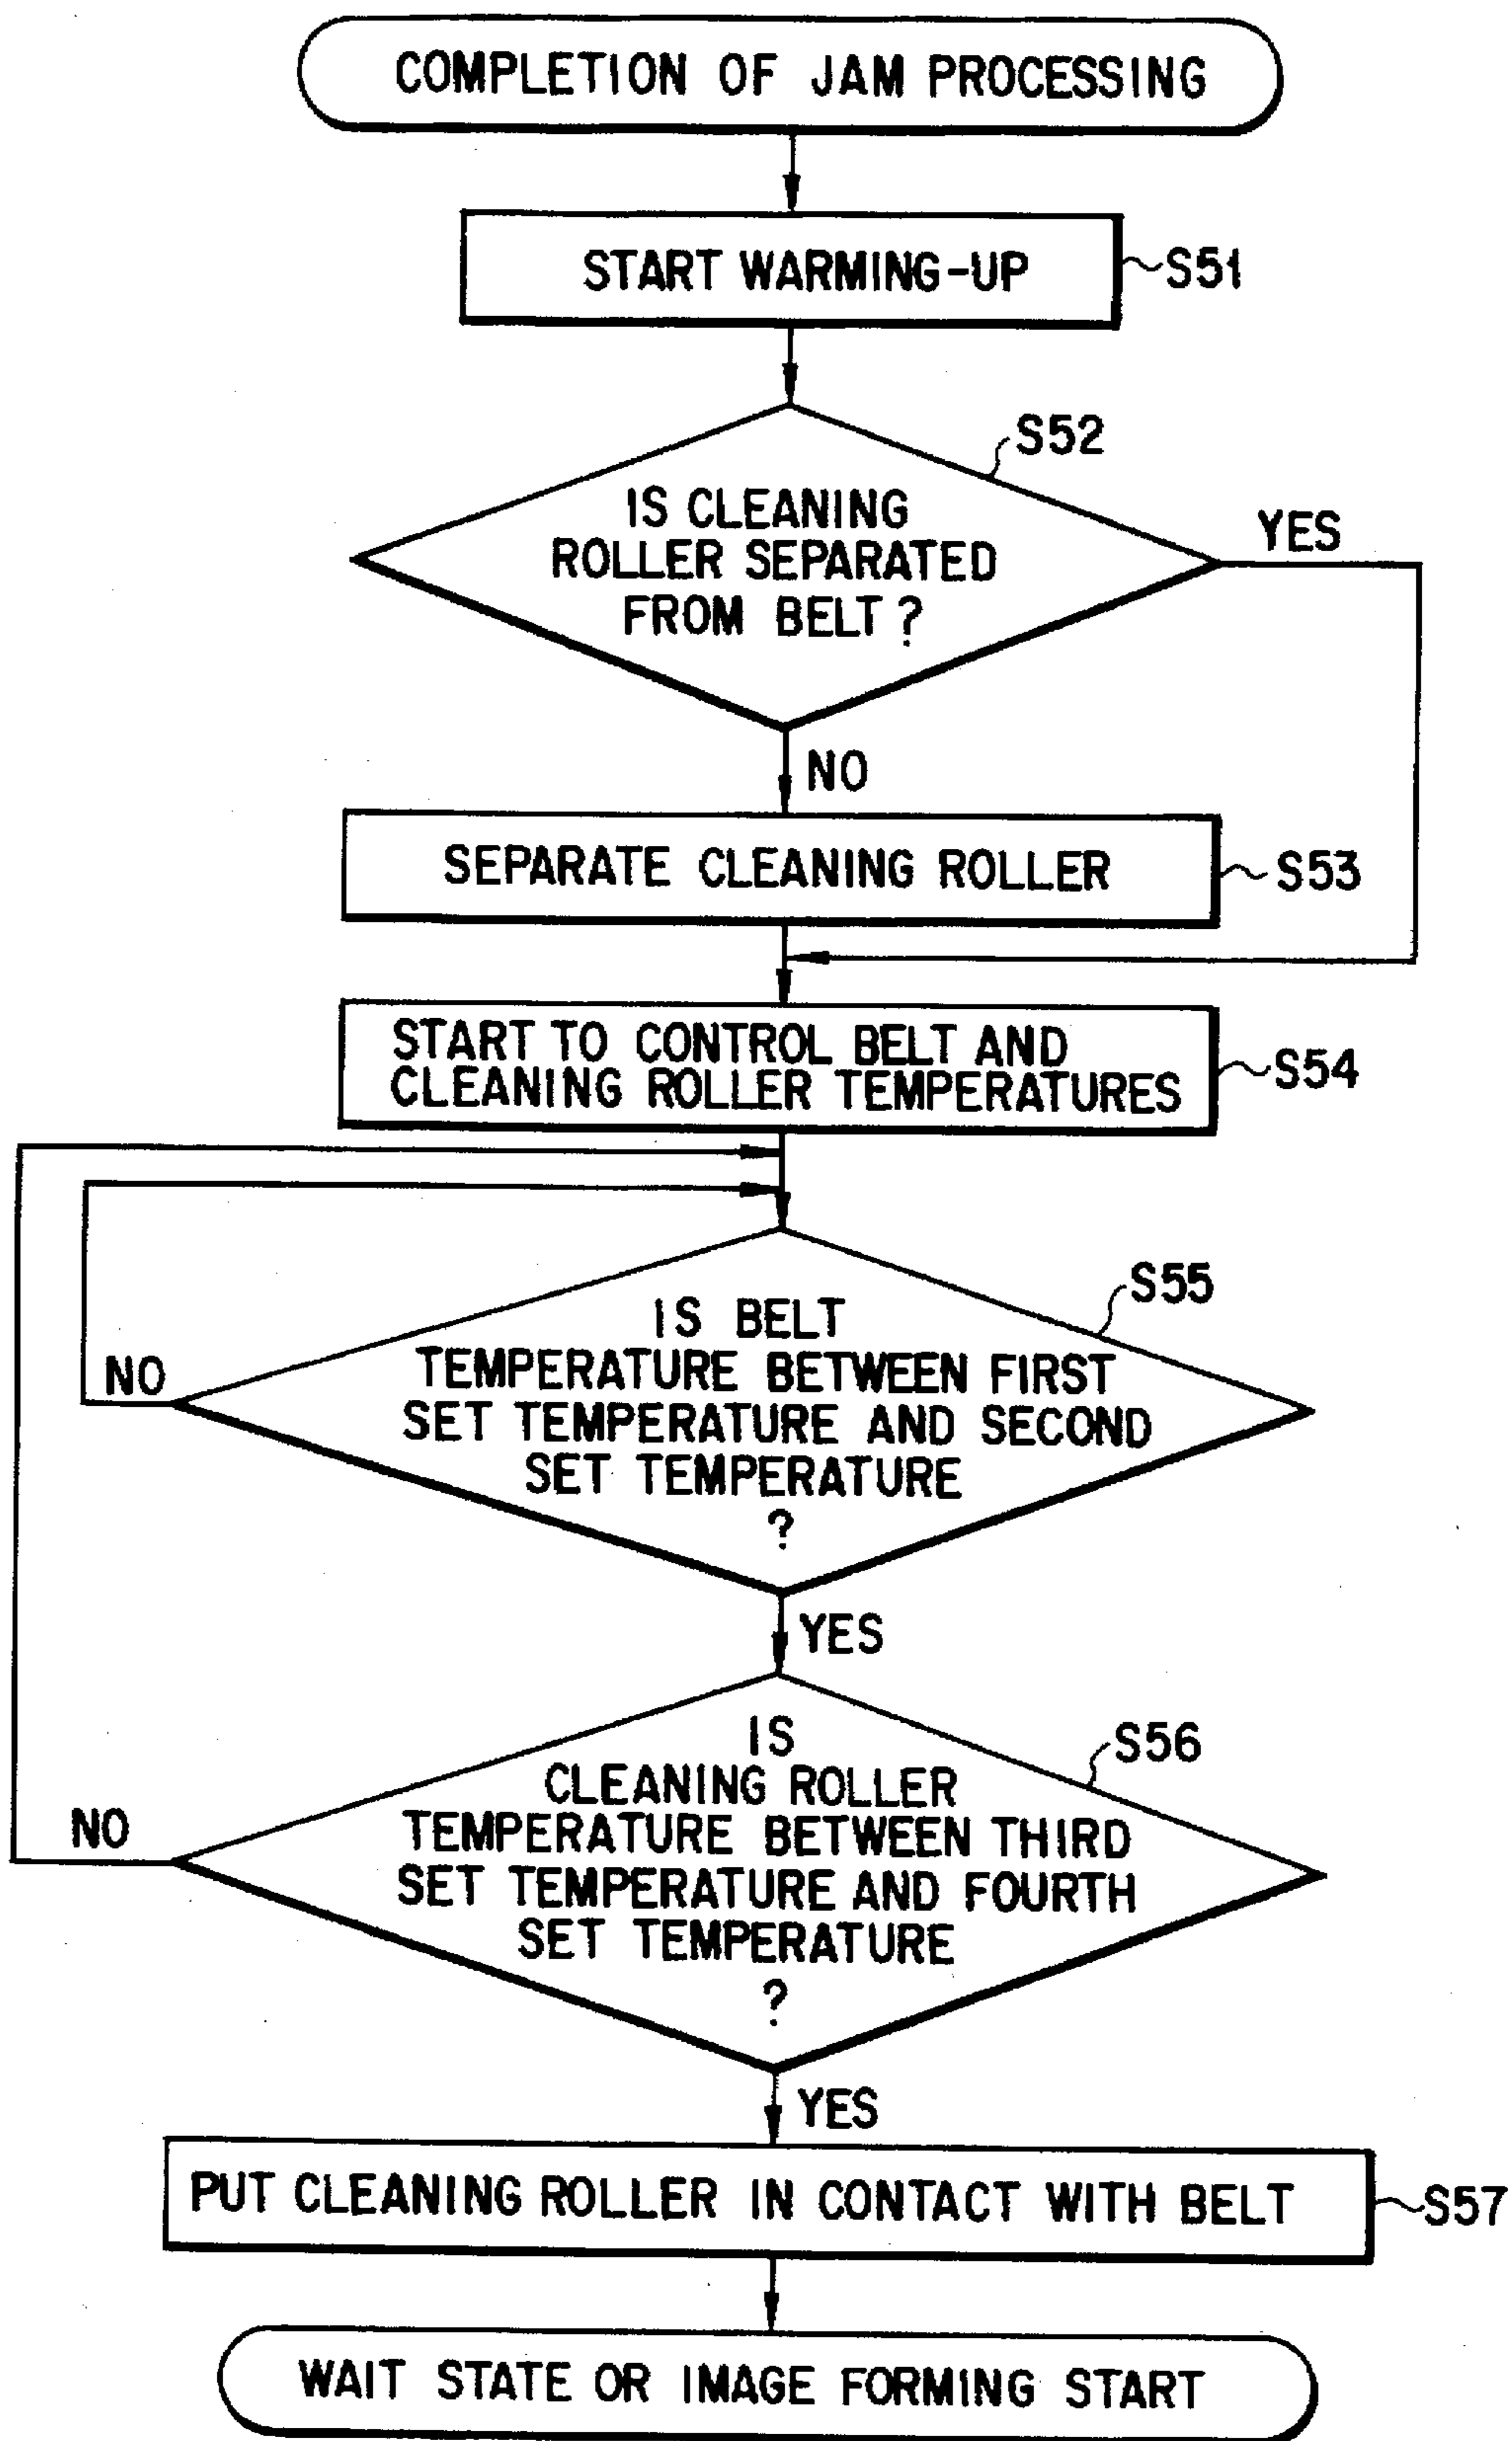 COMPLETION OF JAM PROCESSING
START WARMING-UP
S51
S52
IS CLEANING
ROLLER SEPARATED
FROM BELT?
YES
NO
SEPARATE CLEANING ROLLER
S53
START TO CONTROL BELT AND
CLEANING ROLLER TEMPERATURES
S54
S55
IS BELT
TEMPERATURE BETWEEN FIRST
SET TEMPERATURE AND SECOND
SET TEMPERATURE
?
NO
YES
S56
IS
CLEANING ROLLER
TEMPERATURE BETWEEN THIRD
SET TEMPERATURE AND FOURTH
SET TEMPERATURE
?
NO
YES
PUT CLEANING ROLLER IN CONTACT WITH BELT
S57
WAIT STATE OR IMAGE FORMING START